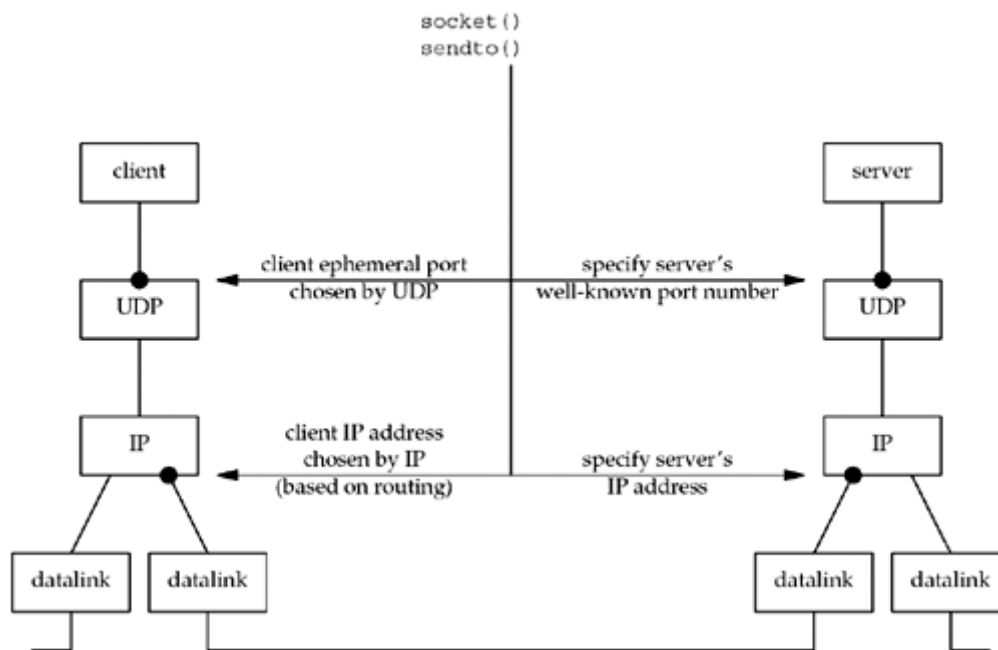 socket()
sendto()
client
server
client ephemeral port
chosen by UDP
specify server's
well-known port number
UDP
UDP
client IP address
chosen by IP
(based on routing)
specify server's
IP address
IP
IP
datalink
datalink
datalink
datalink